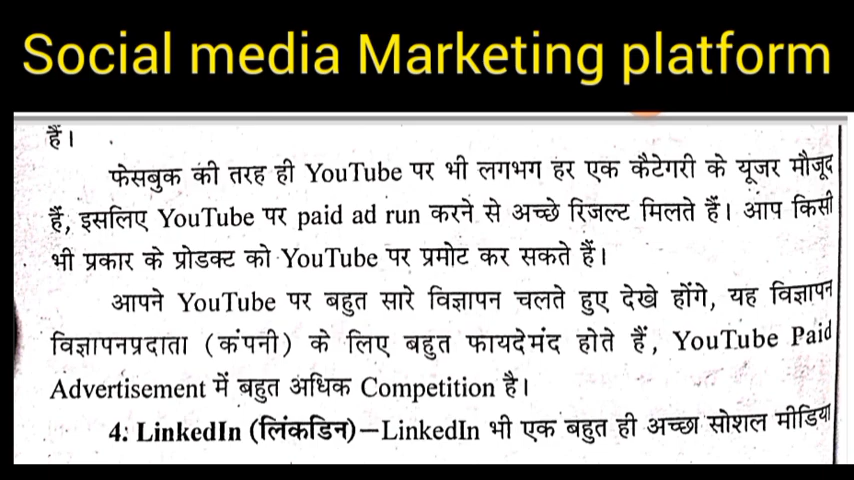 Social media Marketing platform
हैं।
फेसबुक की तरह ही YouTube पर भी लगभग हर एक कैटेगरी के यूजर मौजूद
हैं, इसलिए YouTube पर paid ad run करने से अच्छे रिजल्ट मिलते हैं। आप किसी
भी प्रकार के प्रोडक्ट को YouTube पर प्रमोट कर सकते हैं।
आपने YouTube पर बहुत सारे विज्ञापन चलते हुए देखे होंगे, यह विज्ञापन
विज्ञापनप्रदाता (कंपनी) के लिए बहुत फायदेमंद होते हैं, YouTube Paid
Advertisement में बहुत अधिक Competition है।
4: LinkedIn (लिंकडिन)—LinkedIn भी एक बहुत ही अच्छा सोशल मीडिया